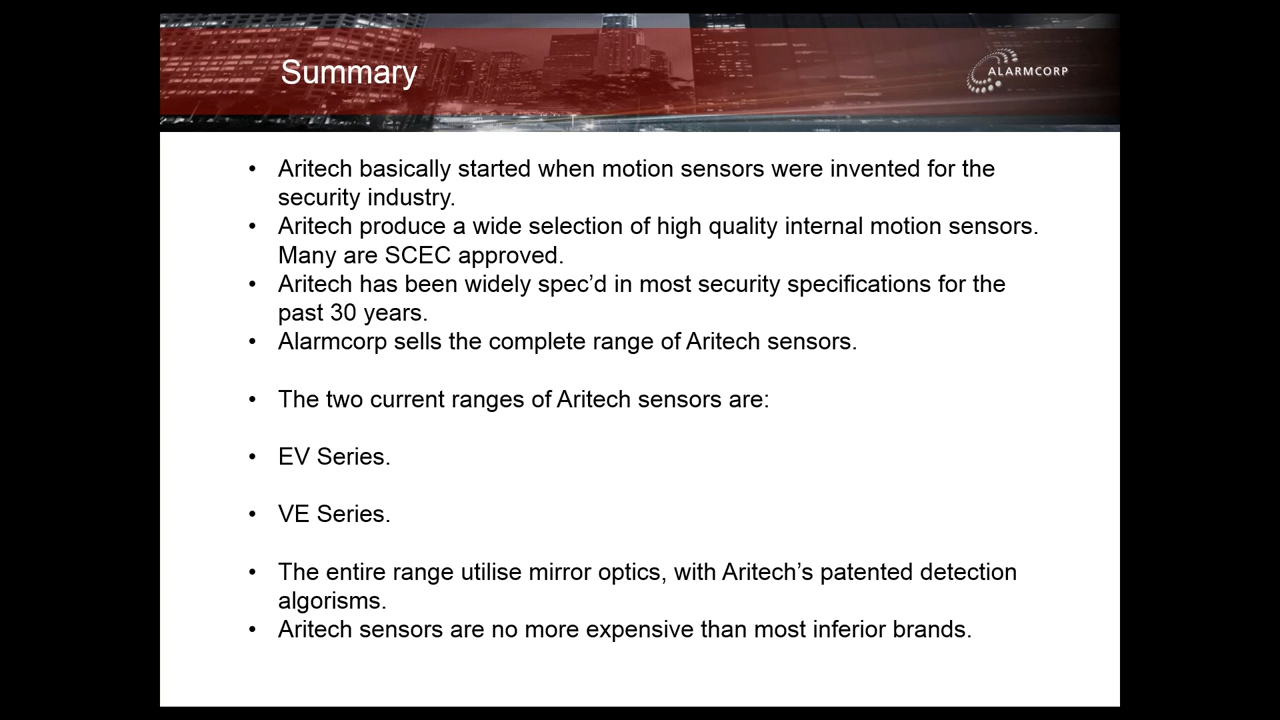 Summary
ALARMCORP
• Aritech basically started when motion sensors were invented for the
security industry.
• Aritech produce a wide selection of high quality internal motion sensors.
Many are SCEC approved.
• Aritech has been widely spec’d in most security specifications for the
past 30 years.
• Alarmcorp sells the complete range of Aritech sensors.
• The two current ranges of Aritech sensors are:
• EV Series.
• VE Series.
• The entire range utilise mirror optics, with Aritech’s patented detection
algorisms.
• Aritech sensors are no more expensive than most inferior brands.